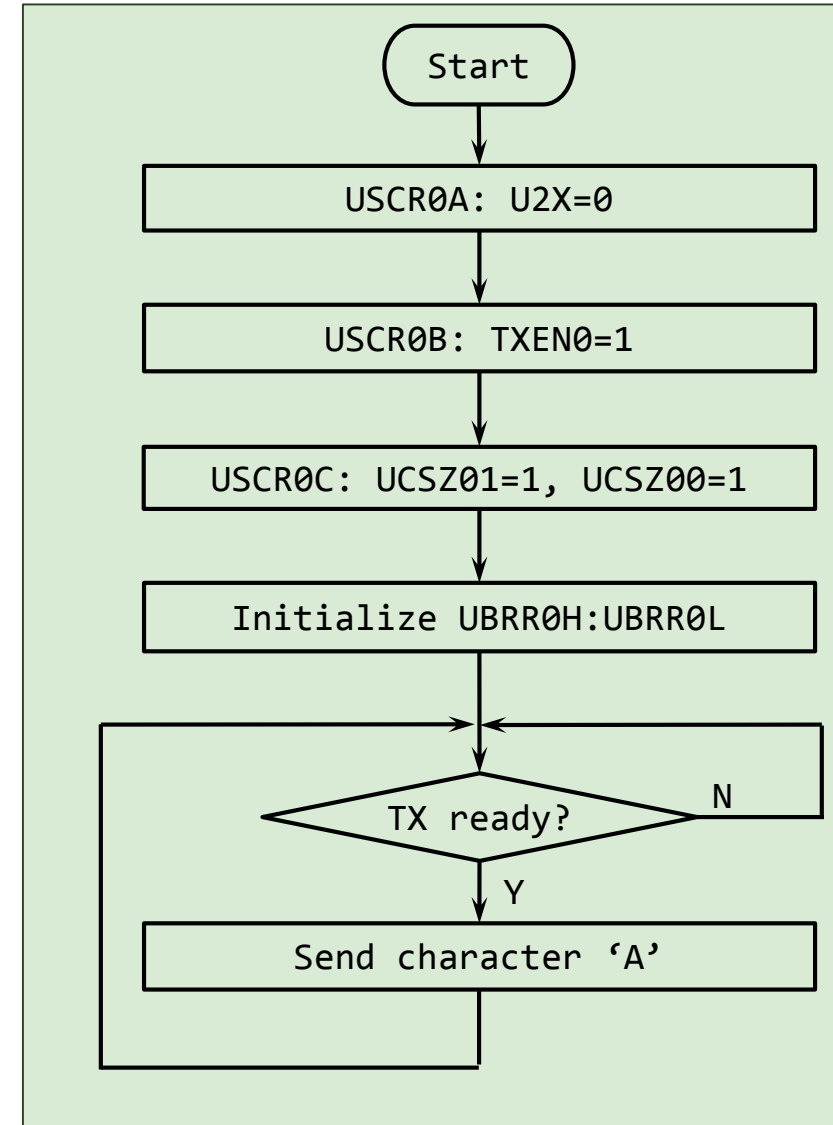 Start
USCR0A: U2X=0
USCR0B: TXEN0=1
USCR0C: UCSZ01=1, UCSZ00=1
Initialize UBRR0H:UBRR0L
TX ready?
N
Y
Send character ‘A’